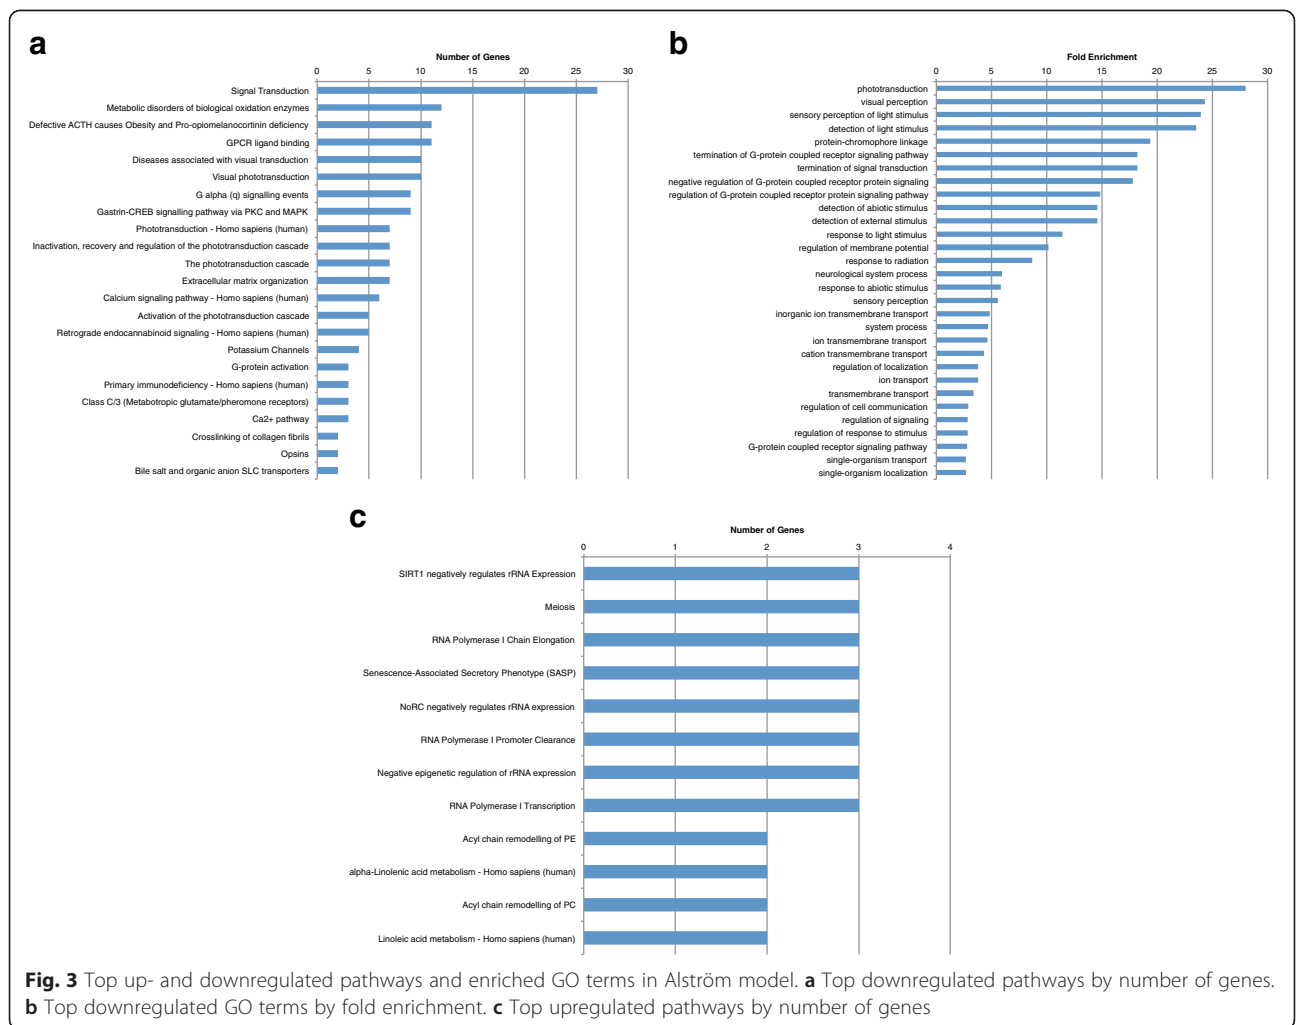 a
Number of Genes
0 5 10 15 20 25 30
Signal Transduction
Metabolic disorders of biological oxidation enzymes
Defective ACTH causes Obesity and Pro-opiomelanocortinin deficiency
GPCR ligand binding
Diseases associated with visual transduction
Visual phototransduction
G alpha (q) signalling events
Gastrin-CREB signalling pathway via PKC and MAPK
Phototransduction - Homo sapiens (human)
Inactivation, recovery and regulation of the phototransduction cascade
The phototransduction cascade
Extracellular matrix organization
Calcium signaling pathway - Homo sapiens (human)
Activation of the phototransduction cascade
Retrograde endocannabinoid signaling - Homo sapiens (human)
Potassium Channels
G-protein activation
Primary immunodeficiency - Homo sapiens (human)
Class C/3 (Metabotropic glutamate/pheromone receptors)
Ca2+ pathway
Crosslinking of collagen fibrils
Opsins
Bile salt and organic anion SLC transporters
b
Fold Enrichment
0 5 10 15 20 25 30
phototransduction
visual perception
sensory perception of light stimulus
detection of light stimulus
protein-chromophore linkage
termination of G-protein coupled receptor signaling pathway
termination of signal transduction
negative regulation of G-protein coupled receptor protein signaling
regulation of G-protein coupled receptor protein signaling pathway
detection of abiotic stimulus
detection of external stimulus
response to light stimulus
regulation of membrane potential
response to radiation
neurological system process
response to abiotic stimulus
sensory perception
inorganic ion transmembrane transport
system process
ion transmembrane transport
cation transmembrane transport
regulation of localization
ion transport
transmembrane transport
regulation of cell communication
regulation of signaling
regulation of response to stimulus
G-protein coupled receptor signaling pathway
single-organism transport
single-organism localization
c
Number of Genes
0 1 2 3 4
SIRT1 negatively regulates rRNA Expression
Meiosis
RNA Polymerase I Chain Elongation
Senescence-Associated Secretory Phenotype (SASP)
NoRC negatively regulates rRNA expression
RNA Polymerase I Promoter Clearance
Negative epigenetic regulation of rRNA expression
RNA Polymerase I Transcription
Acyl chain remodelling of PE
alpha-Linolenic acid metabolism - Homo sapiens (human)
Acyl chain remodelling of PC
Linoleic acid metabolism - Homo sapiens (human)
Fig. 3 Top up- and downregulated pathways and enriched GO terms in Alström model. a Top downregulated pathways by number of genes.
b Top downregulated GO terms by fold enrichment. c Top upregulated pathways by number of genes